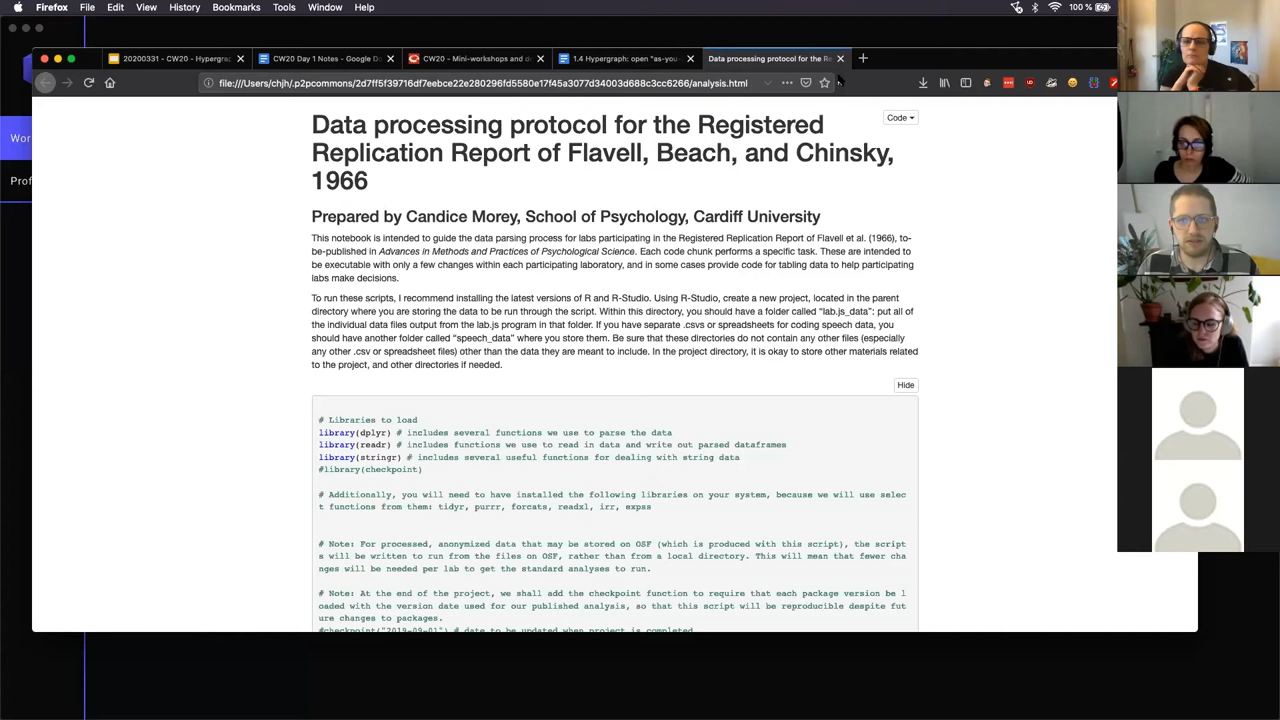 Firefox File Edit View History Bookmarks Tools Window Help
100 %
20200331 - CW20 - Hypergra
CW20 Day 1 Notes - Google Do
CW20 - Mini-workshops and d
1.4 Hypergraph: open "as-you
Data processing protocol for the Re
file:///Users/chjh/.p2pcommons/2d7ff5f39716f7eebce22e280296fd5150e45a3077d34003d688c3cc6266/analysis.html
Wor
Prof
Code
Data processing protocol for the Registered
Replication Report of Flavell, Beach, and Chinsky,
1966
Prepared by Candice Morey, School of Psychology, Cardiff University
This notebook is intended to guide the data parsing process for labs participating in the Registered Replication Report of Flavell et al. (1966), to-
be-published in Advances in Methods and Practices of Psychological Science. Each code chunk performs a specific task. These are intended to
be executable with only a few changes within each participating laboratory, and in some cases provide code for tabling data to help participating
labs make decisions.
To run these scripts, I recommend installing the latest versions of R and R-Studio. Using R-Studio, create a new project, located in the parent
directory where you are storing the data to be run through the script. Within this directory, you should have a folder called “lab.js_data”: put all of
the individual data files output from the lab.js program in that folder. If you have separate .csvs or spreadsheets for coding speech data, you
should have another folder called “speech_data” where you store them. Be sure that these directories do not contain any other files (especially
any other .csv or spreadsheet files) other than the data they are meant to include. In the project directory, it is okay to store other materials related
to the project, and other directories if needed.
Hide
# Libraries to load
library(dplyr) # includes several functions we use to parse the data
library(readr) # includes functions we use to read in data and write out parsed dataframes
library(stringr) # includes several useful functions for dealing with string data
#library(checkpoint)
# Additionally, you will need to have installed the following libraries on your system, because we will use selec
t functions from them: tidyr, purrr, forcats, readxl, irr, expss
# Note: For processed, anonymized data that may be stored on OSF (which is produced with this script), the script
s will be written to run from the files on OSF, rather than from a local directory. This will mean that fewer cha
nges will be needed per lab to get the standard analyses to run.
# Note: At the end of the project, we shall add the checkpoint function to require that each package version be l
oaded with the version date used for our published analysis, so that this script will be reproducible despite fut
ure changes to packages.
#checkpoint("2019-09-01") # date to be updated when project is completed